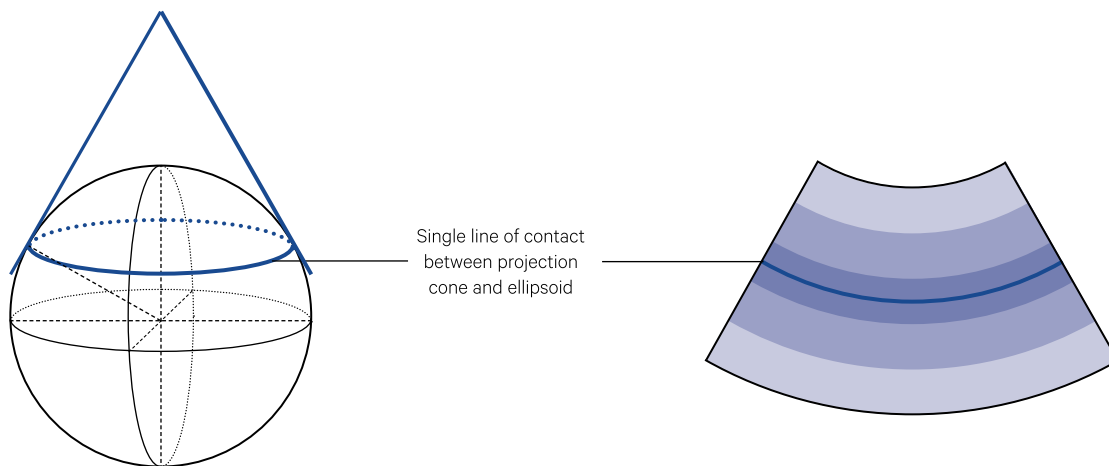 Single line of contact
between projection
cone and ellipsoid